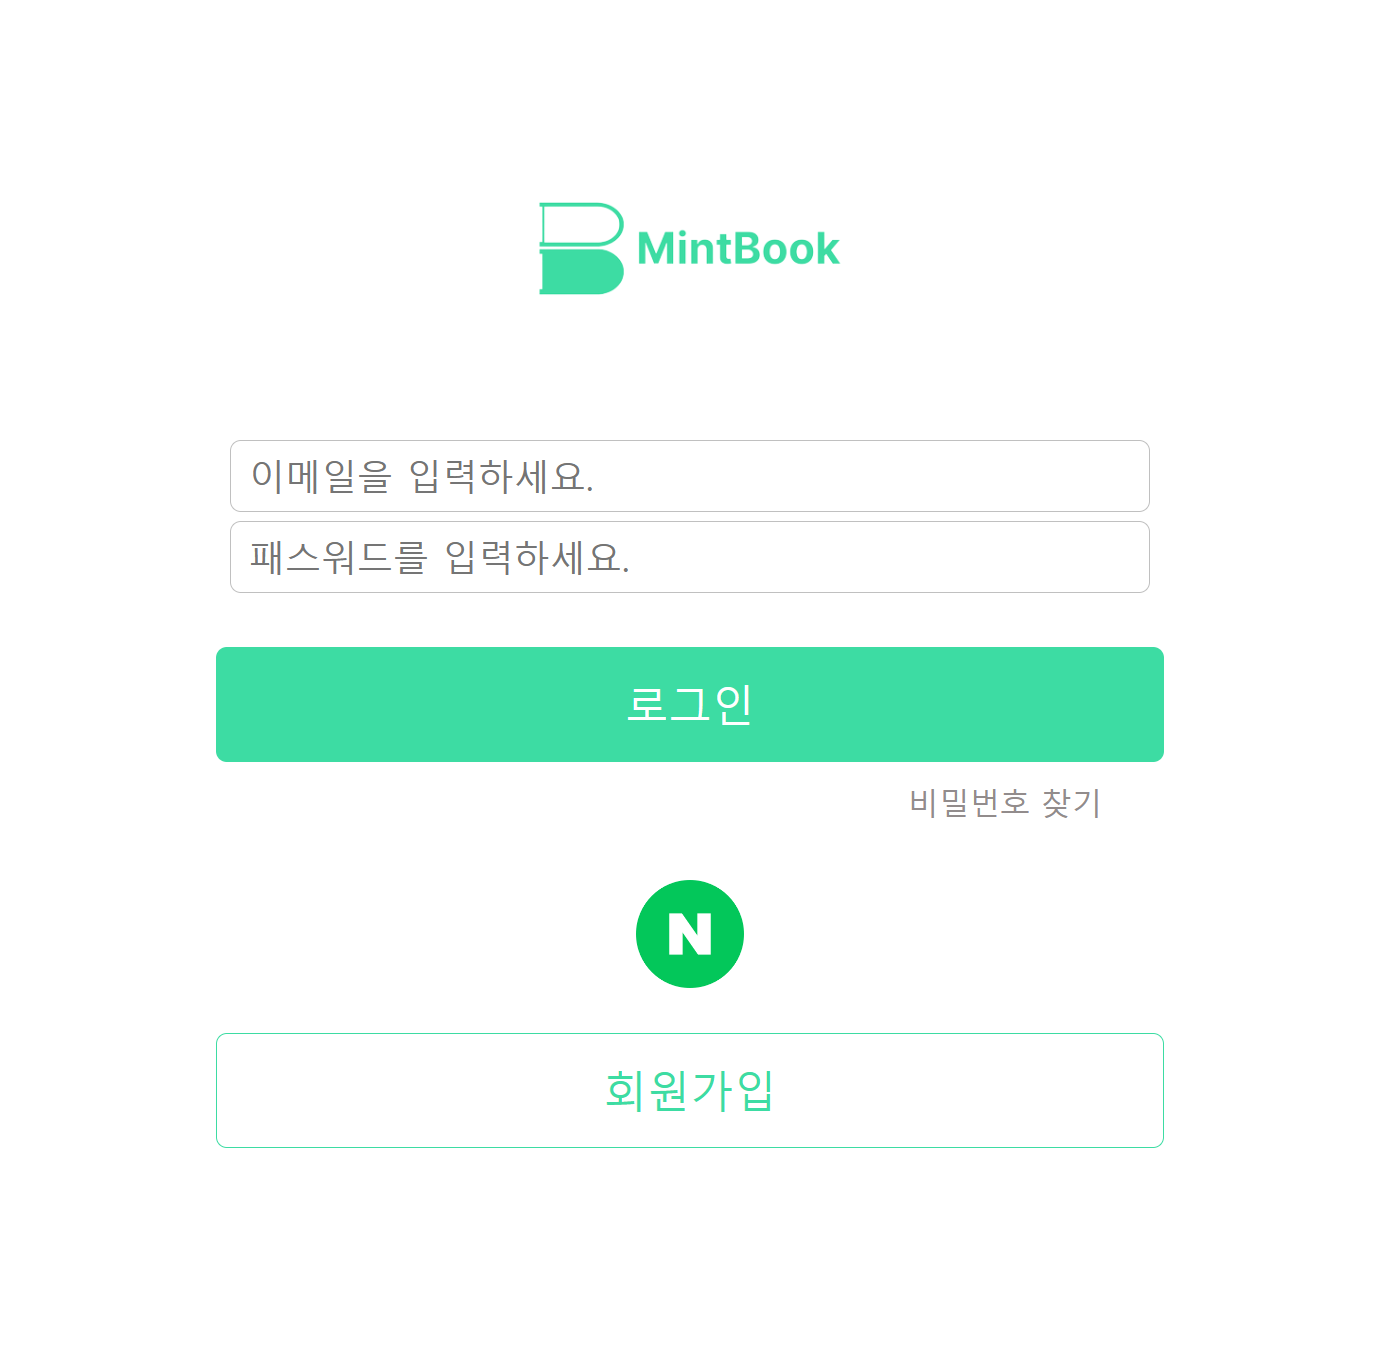 MintBook
이메일을 입력하세요.
패스워드를 입력하세요.
로그인
비밀번호 찾기
N
회원가입